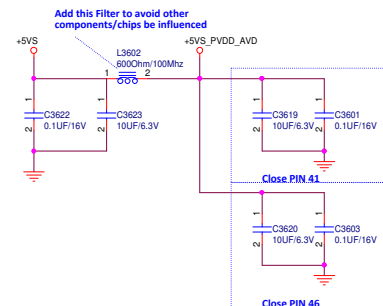 Add this Filter to avoid other
components/chips be influenced
+5VS
L3602
+5VS_PVDD_AVD
600Ohm/100Mhz
1 2
1 1 1 1
C3622
C3623
C3619
C3601
0.1UF/16V
10UF/6.3V
10UF/6.3V
0.1UF/16V
2 2 2 2
Close PIN 41
1 1
C3620
C3603
10UF/6.3V
0.1UF/16V
2 2
Close PIN 46